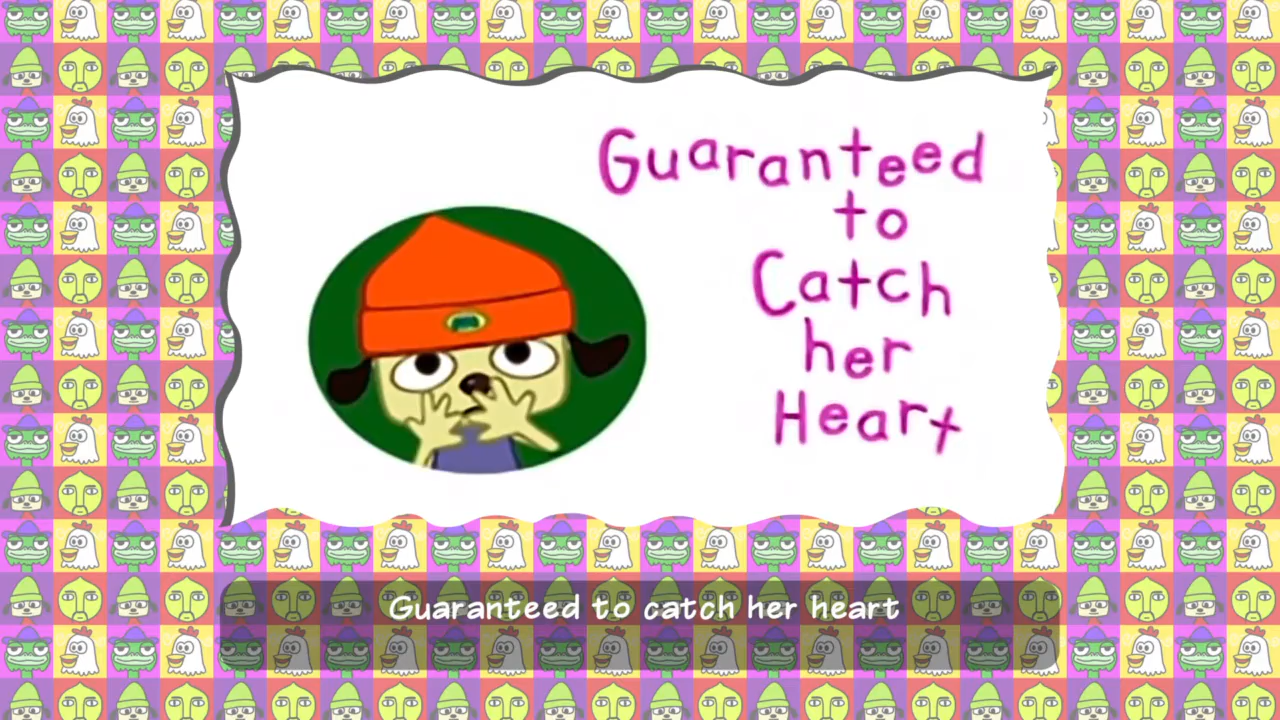 Guaranteed
to
Catch
her
Heart
Guaranteed to catch her heart